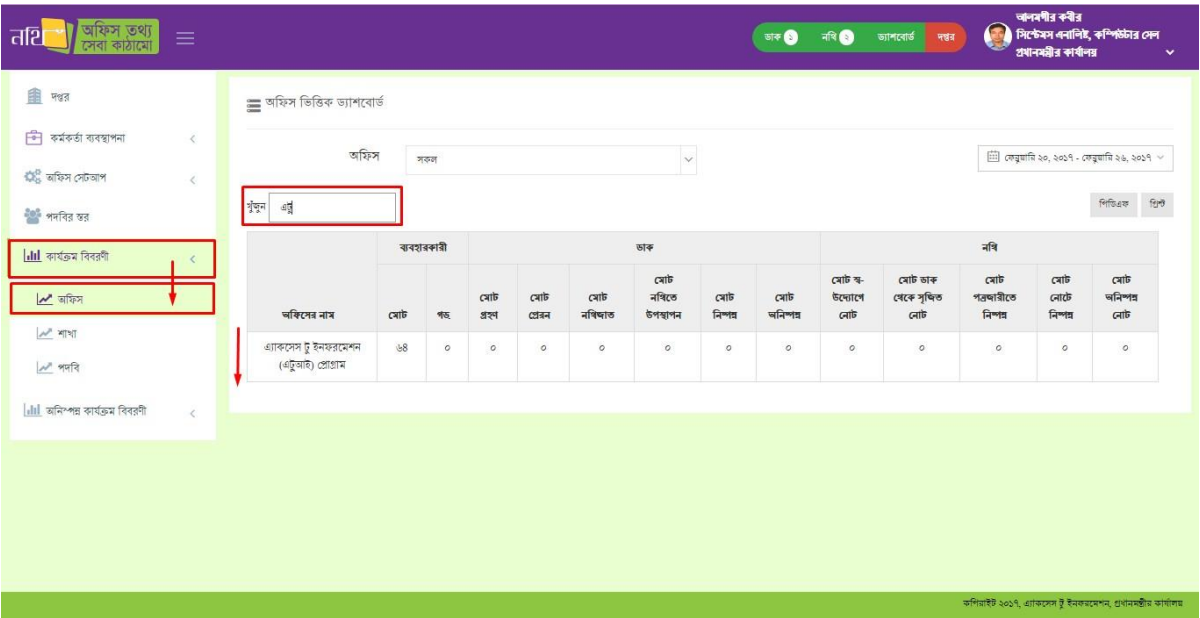 নথি অফিস তথ্য
সেবা কাঠামো
ডাক ১ নথি ২ ড্যাশবোর্ড দপ্তর
আলমগীর কবীর
সিস্টেমস এনালিষ্ট, কম্পিউটার সেল
প্রধানমন্ত্রীর কার্যালয়
দপ্তর
কর্মকর্তা ব্যবস্থাপনা
অফিস সেটআপ
পদবির স্তর
কার্যক্রম বিবরণী
অফিস
শাখা
পদবি
অনিষ্পন্ন কার্যক্রম বিবরণী
অফিস ভিত্তিক ড্যাশবোর্ড
অফিস সকল ফেব্রুয়ারি ২০, ২০১৭ - ফেব্রুয়ারি ২৬, ২০১৭
খুঁজুন পিডিএফ প্রিন্ট
ব্যবহারকারী ডাক নথি
অফিসের নাম মোট গড় মোট গ্রহণ মোট প্রেরন মোট নথিজাত মোট নথিতে উপস্থাপন মোট নিষ্পন্ন মোট অনিষ্পন্ন মোট স্ব-উদ্যোগে নোট মোট ডাক থেকে সৃজিত নোট মোট পত্রজারীতে নিষ্পন্ন মোট নোটে নিষ্পন্ন মোট অনিষ্পন্ন নোট
এ্যাকসেস টু ইনফরমেশন ৬৪ ০ ০ ০ ০ ০ ০ ০ ০ ০ ০ ০ ০
(এটুআই) প্রোগ্রাম
কপিরাইট ২০১৭, এ্যাকসেস টু ইনফরমেশন, প্রধানমন্ত্রীর কার্যালয়